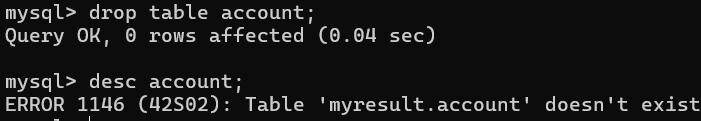 mysql> drop table account;
Query OK, 0 rows affected (0.04 sec)
mysql> desc account;
ERROR 1146 (42S02): Table 'myresult.account' doesn't exist